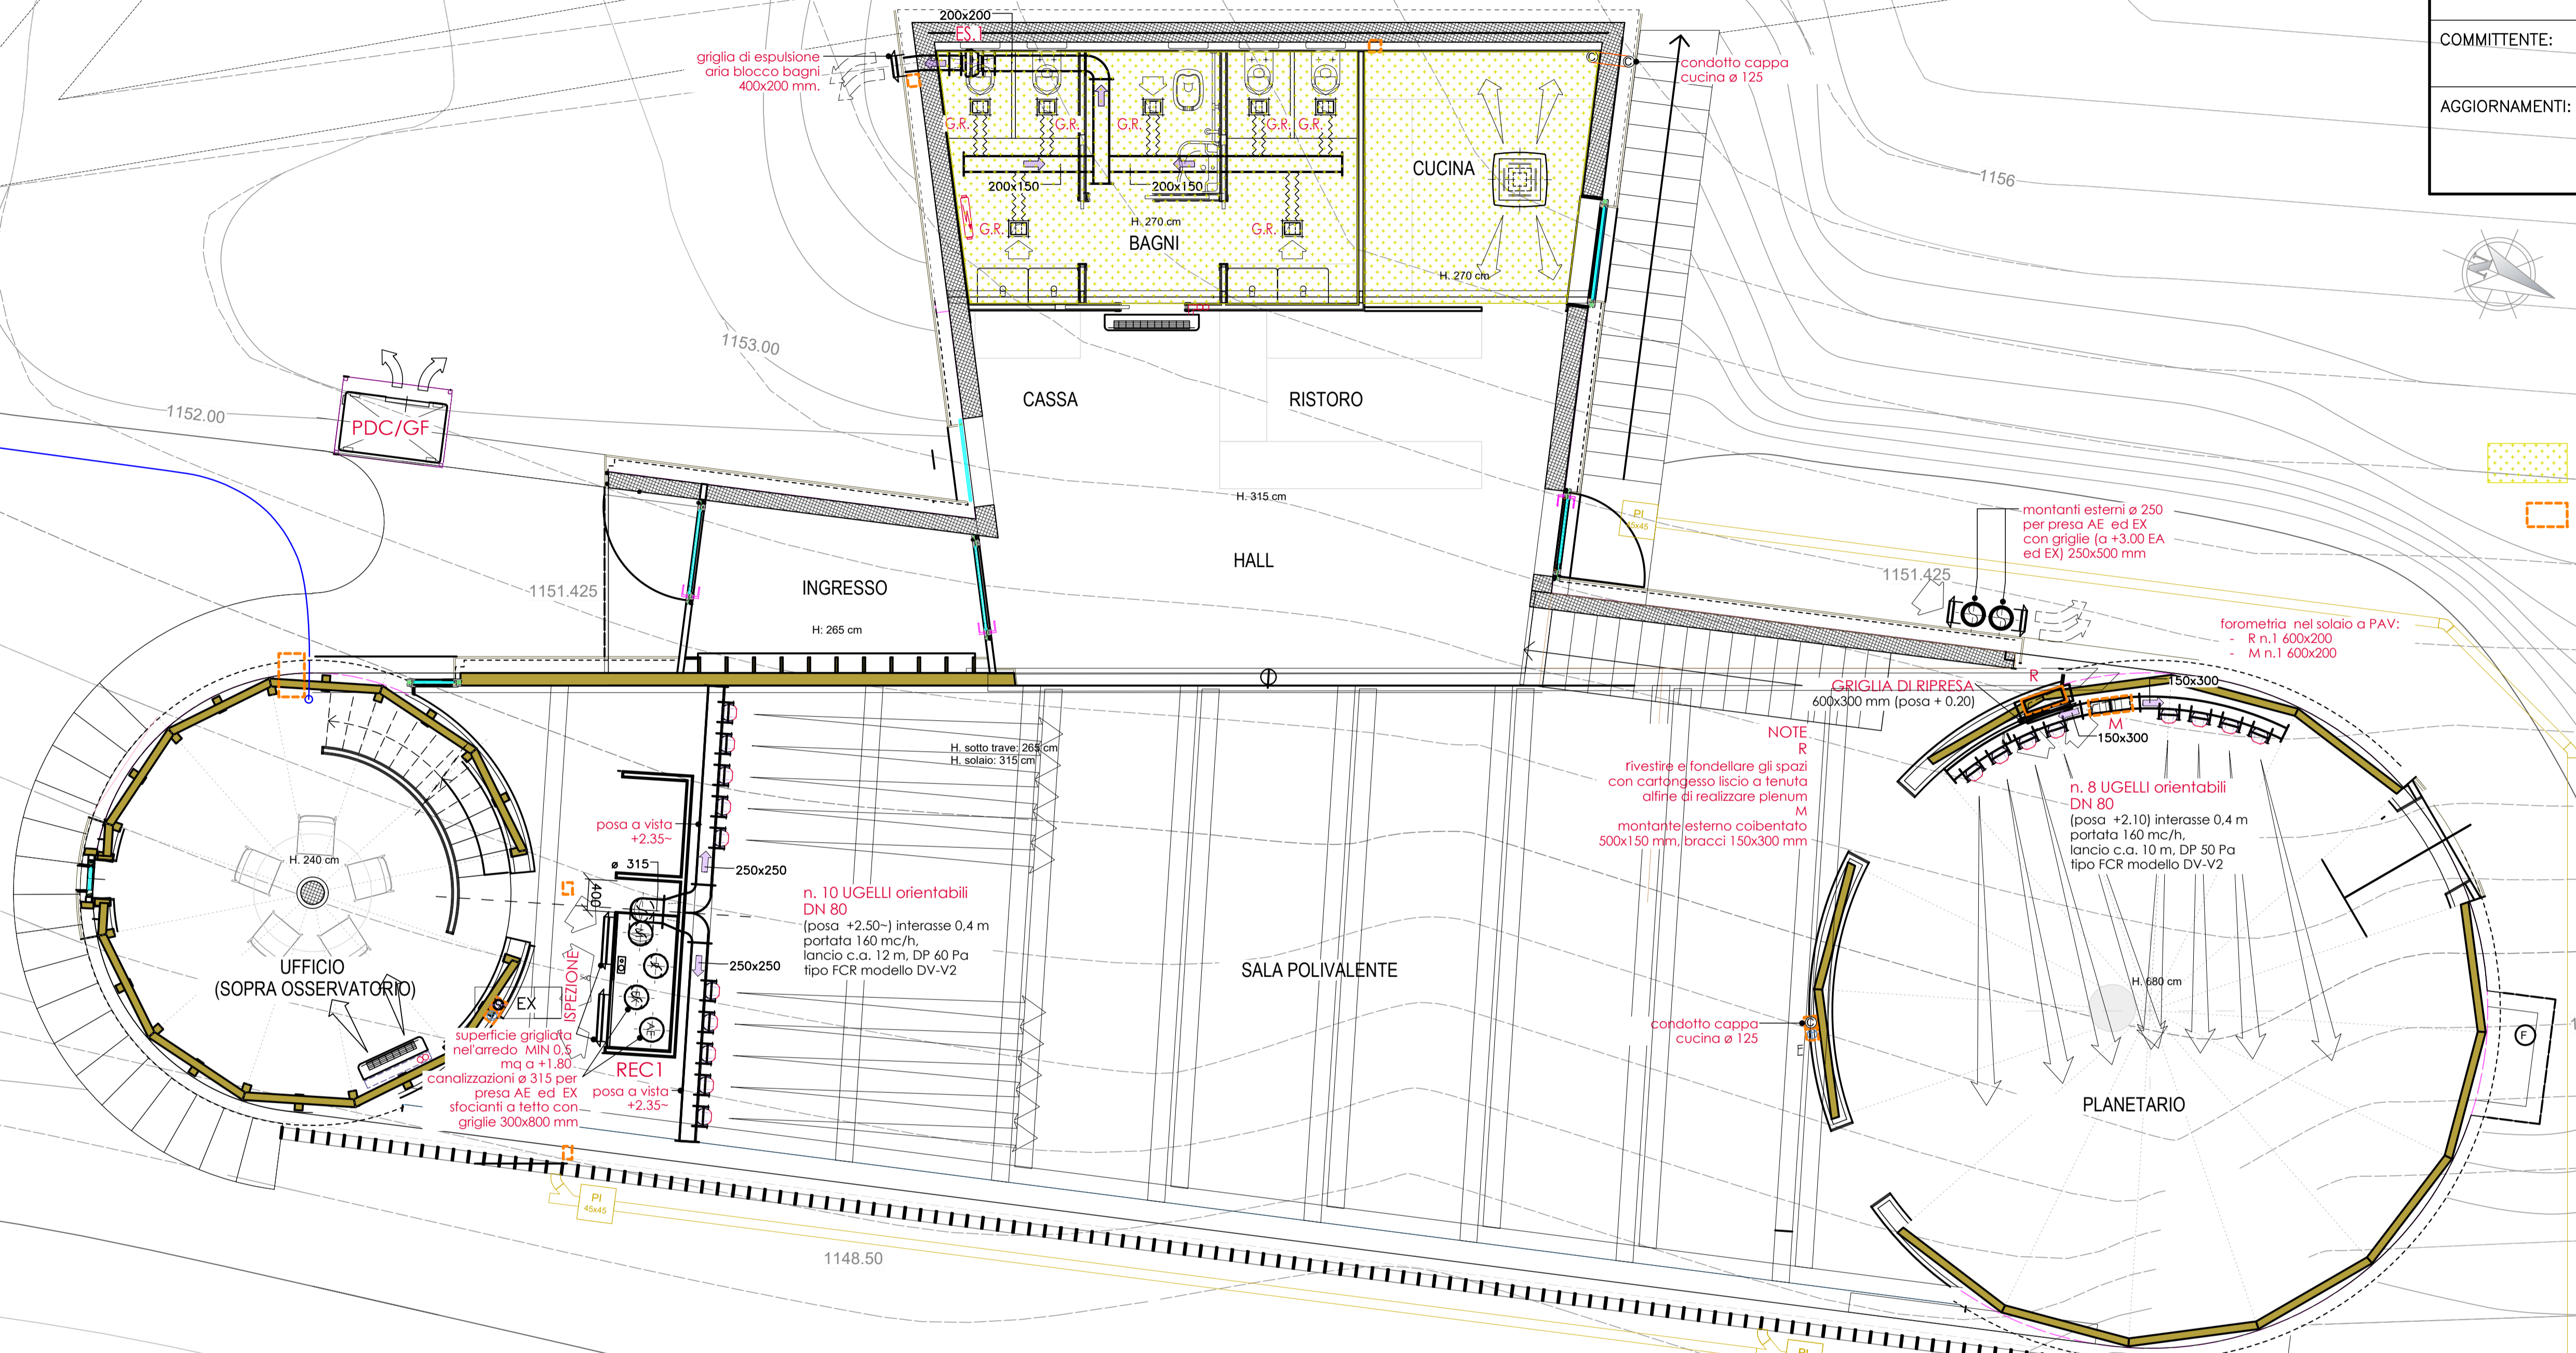 COMMITTENTE:
AGGIORNAMENTI:
200x200
ES.1
griglia di espulsione
aria blocco bagni
400x200 mm.
condotto cappa
cucina ø 125
C
C
G.R.
G.R.
G.R.
G.R.
G.R.
CUCINA
200x150
200x150
H. 270 cm
BAGNI
G.R.
G.R.
H. 270 cm
1156
1153.00
1152.00
PDC/GF
CASSA
RISTORO
H. 315 cm
HALL
INGRESSO
H: 265 cm
1151.425
PI
45x45
montanti esterni ø 250
per presa AE ed EX
con griglie (a +3.00 EA
ed EX) 250x500 mm
1151.425
forometria nel solaio a PAV:
- R n.1 600x200
- M n.1 600x200
R
GRIGLIA DI RIPRESA
600x300 mm (posa + 0.20)
150x300
M
150x300
NOTE
R
rivestire e fondellare gli spazi
con cartongesso liscio a tenuta
alfine di realizzare plenum
M
montante esterno coibentato
500x150 mm, bracci 150x300 mm
n. 8 UGELLI orientabili
DN 80
(posa +2.10) interasse 0,4 m
portata 160 mc/h,
lancio c.a. 10 m, DP 50 Pa
tipo FCR modello DV-V2
H. sotto trave: 265 cm
H. solaio: 315 cm
posa a vista
+2.35~
ø 315
400
250x250
250x250
n. 10 UGELLI orientabili
DN 80
(posa +2.50~) interasse 0,4 m
portata 160 mc/h,
lancio c.a. 12 m, DP 60 Pa
tipo FCR modello DV-V2
H. 240 cm
UFFICIO
(SOPRA OSSERVATORIO)
EX
ISPEZIONE
AE
REC1
superficie grigliata
nel'arredo MIN 0,5
mq a +1.80
canalizzazioni ø 315 per
presa AE ed EX
sfocianti a tetto con
griglie 300x800 mm
posa a vista
+2.35~
SALA POLIVALENTE
condotto cappa
cucina ø 125
C
E
H. 680 cm
PLANETARIO
F
PI
45x45
1148.50
PI